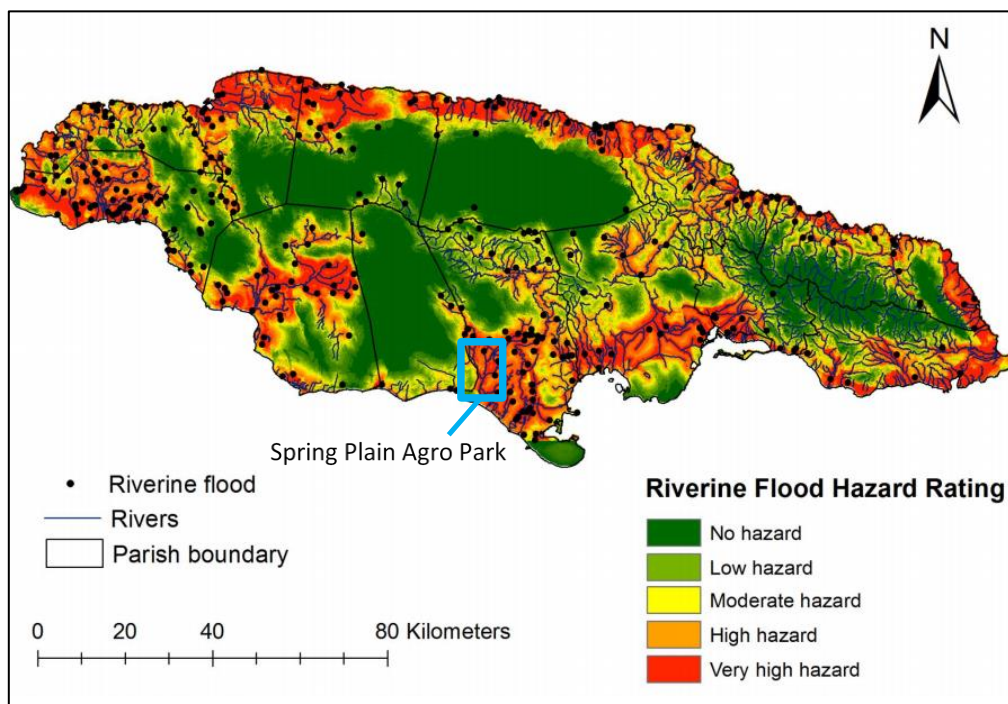 N
Spring Plain Agro Park
Riverine flood
Rivers
Parish boundary
0 20 40 80 Kilometers
Riverine Flood Hazard Rating
No hazard
Low hazard
Moderate hazard
High hazard
Very high hazard